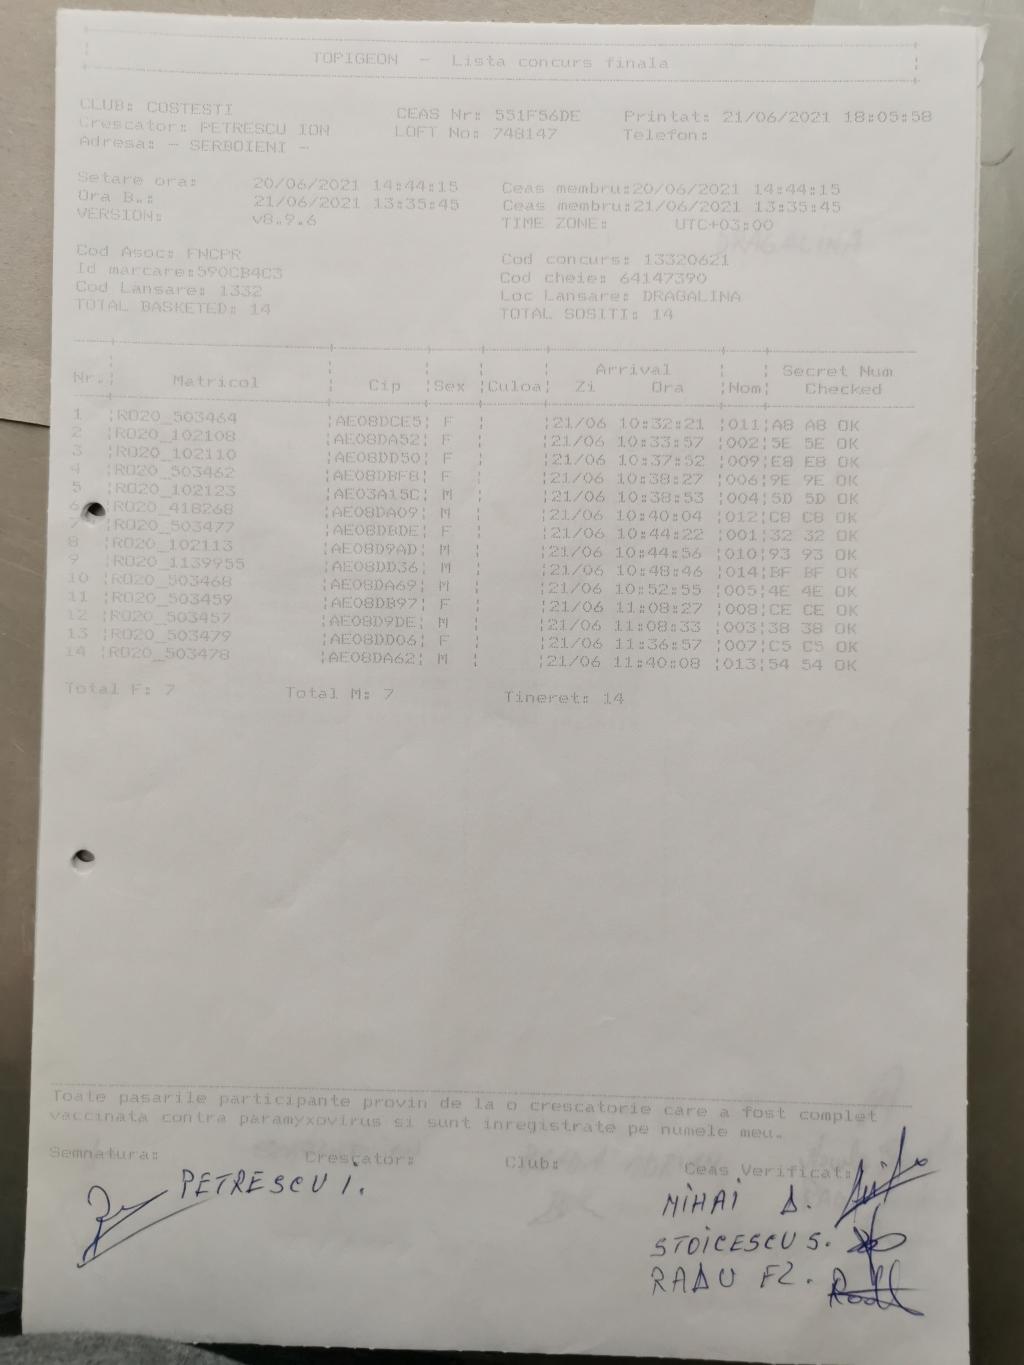 TOPIGEON - Lista concurs finala
CLUB: COSTESTI CEAS Nr: 551F56DE Printat: 21/06/2021 18:05:58
Crescator: PETRESCU ION LOFT No: 748147 Telefon:
Adresa: - SERBOIENI -
Setare ora: 20/06/2021 14:44:15 Ceas membru:20/06/2021 14:44:15
Ora B.: 21/06/2021 13:35:45 Ceas membru:21/06/2021 13:35:45
VERSION: v8.9.6 TIME ZONE: UTC+03:00
Cod Asoc: FNCPR Cod concurs: 13320621
Id marcare:590CB4C3 Cod cheie: 64147390
Cod Lansare: 1332 Loc Lansare: DRAGALINA
TOTAL BASKETED: 14 TOTAL SOSITI: 14
Arrival Secret Num
Nr. Matricol Cip Sex Culoa Zi Ora Nom Checked
1 RO20_503464 AE08DCE5 F 21/06 10:32:21 011 A8 A8 OK
2 RO20_102108 AE08DA52 F 21/06 10:33:57 002 5E 5E OK
3 RO20_102110 AE08DD50 F 21/06 10:37:52 009 E8 E8 OK
4 RO20_503462 AE08DBF8 F 21/06 10:38:27 006 9E 9E OK
5 RO20_102123 AE03A15C M 21/06 10:38:53 004 5D 5D OK
6 RO20_418268 AE08DA09 M 21/06 10:40:04 012 C8 C8 OK
7 RO20_503477 AE08DBDE F 21/06 10:44:22 001 32 32 OK
8 RO20_102113 AE08D9AD M 21/06 10:44:56 010 93 93 OK
9 RO20_1139955 AE08DD36 M 21/06 10:48:46 014 BF BF OK
10 RO20_503468 AE08DA69 M 21/06 10:52:55 005 4E 4E OK
11 RO20_503459 AE08DB97 F 21/06 11:08:27 008 CE CE OK
12 RO20_503457 AE08D9DE M 21/06 11:08:33 003 38 38 OK
13 RO20_503479 AE08DD06 F 21/06 11:36:57 007 C5 C5 OK
14 RO20_503478 AE08DA62 M 21/06 11:40:08 013 54 54 OK
Total F: 7 Total M: 7 Tineret: 14
Toate pasarile participante provin de la o crescatorie care a fost complet
vaccinata contra paramyxovirus si sunt inregistrate pe numele meu.
Semnatura: Crescator: Club: Ceas Verificat:
PETRESCU I.
MIHAI D.
STOICESCU S.
RADU FZ.